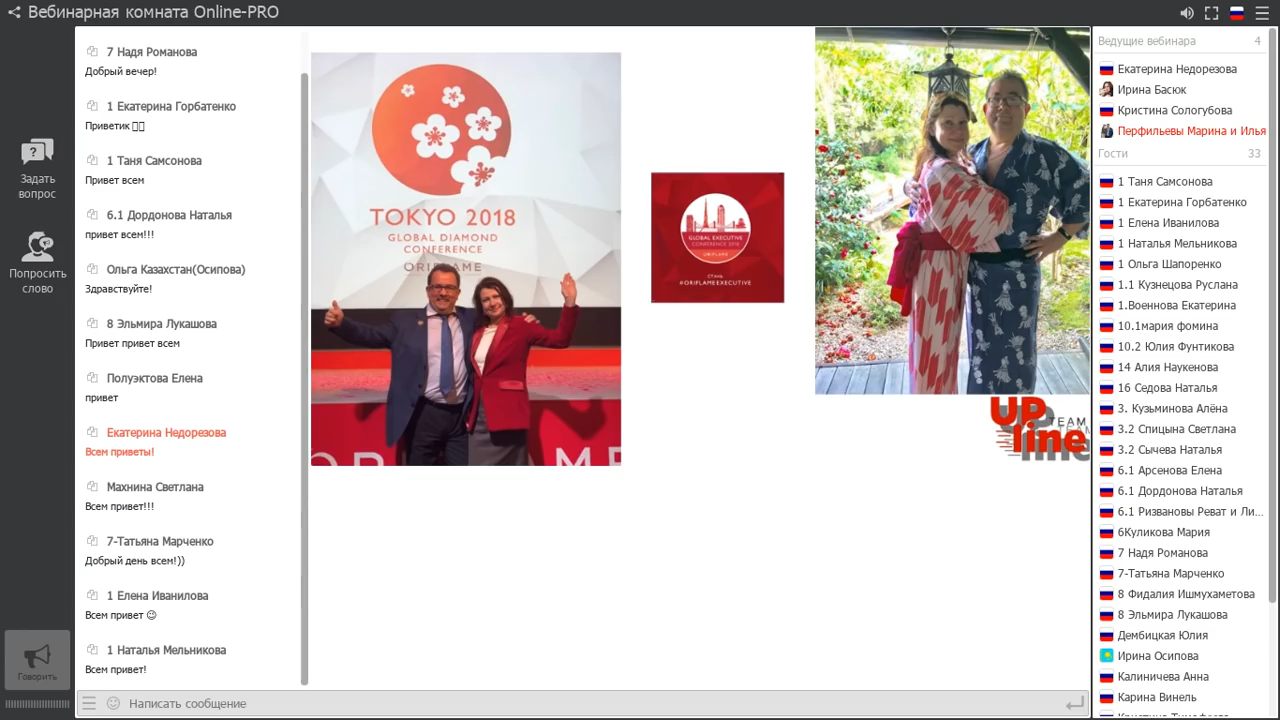 Вебинарная комната Online-PRO
Задать
вопрос
Попросить
слово
Говорить
7 Надя Романова
Добрый вечер!
1 Екатерина Горбатенко
Приветик
1 Таня Самсонова
Привет всем
6.1 Дордонова Наталья
привет всем!!!
Ольга Казахстан(Осипова)
Здравствуйте!
8 Эльмира Лукашова
Привет привет всем
Полуэктова Елена
привет
Екатерина Недорезова
Всем приветы!
Махнина Светлана
Всем привет!!!
7-Татьяна Марченко
Добрый день всем!))
1 Елена Иванилова
Всем привет 😉
1 Наталья Мельникова
Всем привет!
Написать сообщение
TOKYO 2018
GLOBAL DIAMOND
CONFERENCE
ORIFLAME
GLOBAL EXECUTIVE
CONFERENCE 2018
ORIFLAME
СТАНЬ
#ORIFLAMEEXECUTIVE
UP TEAM
line
Ведущие вебинара 4
Екатерина Недорезова
Ирина Басюк
Кристина Сологубова
Перфильевы Марина и Илья
Гости 33
1 Таня Самсонова
1 Екатерина Горбатенко
1 Елена Иванилова
1 Наталья Мельникова
1 Ольга Шапоренко
1.1 Кузнецова Руслана
1.Военнова Екатерина
10.1мария фомина
10.2 Юлия Фунтикова
14 Алия Наукенова
16 Седова Наталья
3. Кузьминова Алёна
3.2 Спицына Светлана
3.2 Сычева Наталья
6.1 Арсенова Елена
6.1 Дордонова Наталья
6.1 Ризвановы Реват и Ли...
6Куликова Мария
7 Надя Романова
7-Татьяна Марченко
8 Фидалия Ишмухаметова
8 Эльмира Лукашова
Дембицкая Юлия
Ирина Осипова
Калиничева Анна
Карина Винель